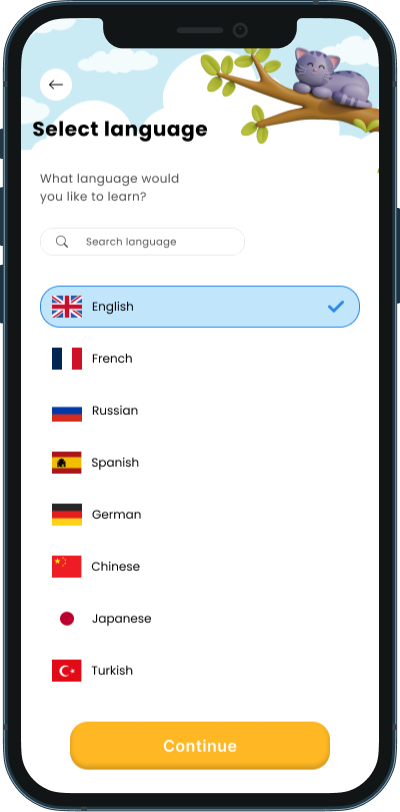 Select language
What language would
you like to learn?
Search language
English
French
Russian
Spanish
German
Chinese
Japanese
Turkish
Continue